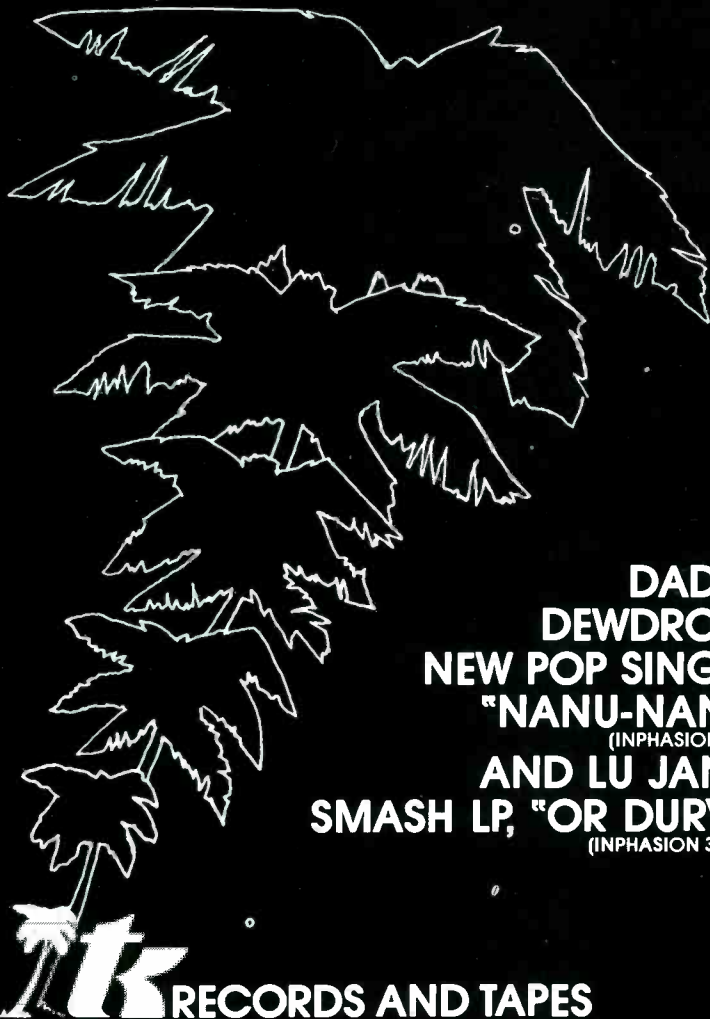 DAD
DEWDRO
NEW POP SING
"NANU-NAN
(INPHASION
AND LU JAN
SMASH LP, "OR DURV
(INPHASION 3
tk RECORDS AND TAPES